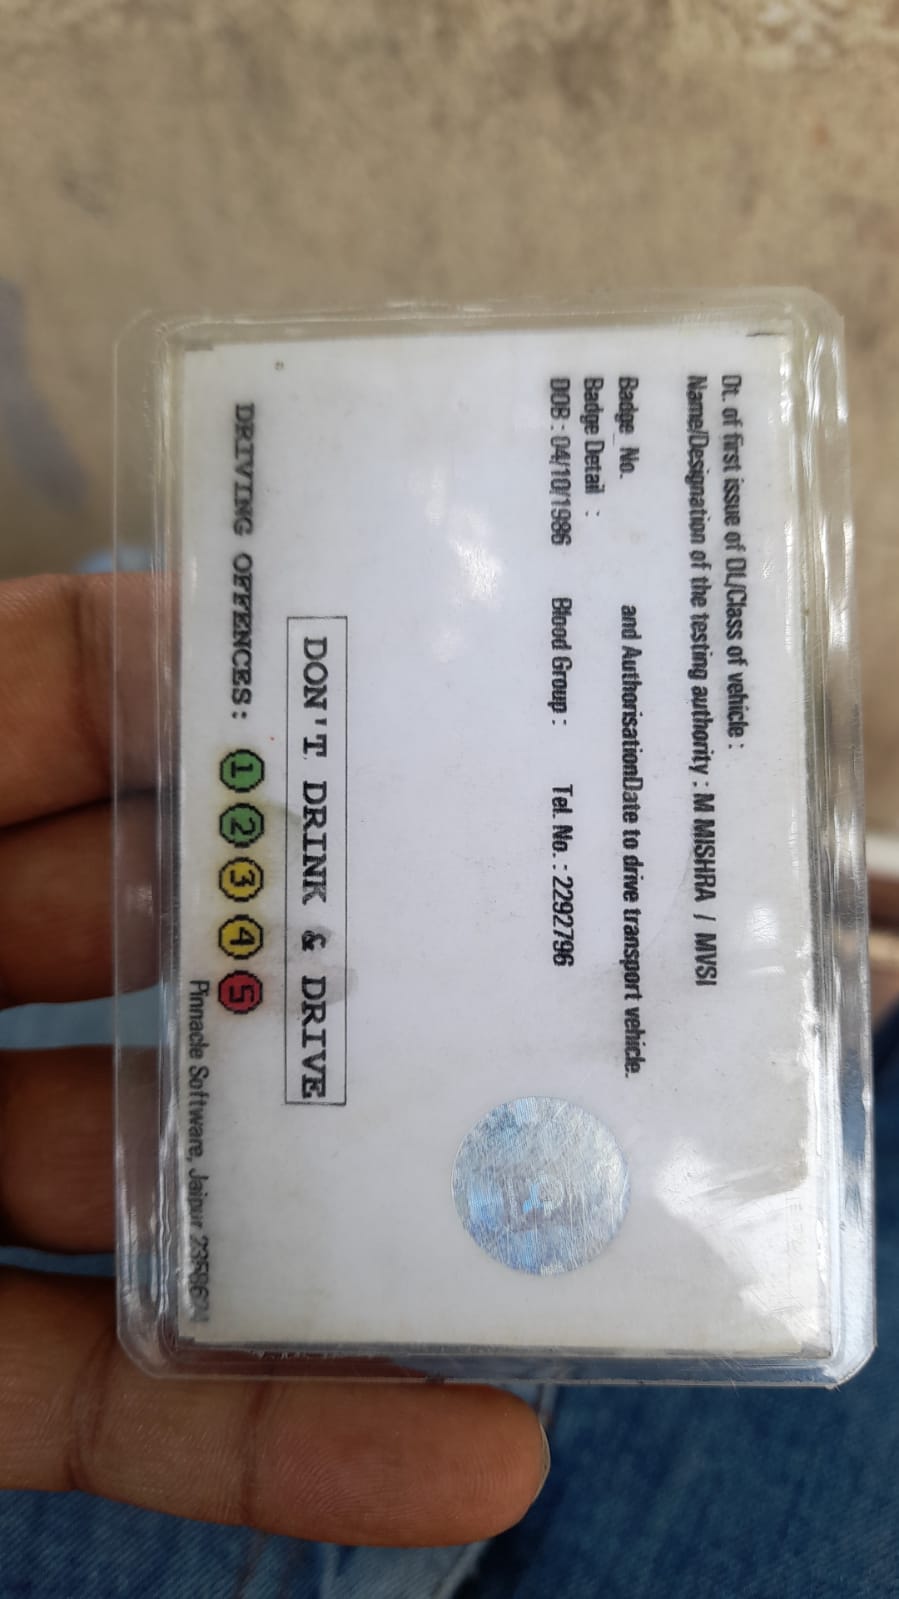 Dt. of first issue of DL/Class of vehicle :
Name/Designation of the testing authority : M MISHRA / MVSI
Badge No. and AuthorisationDate to drive transport vehicle.
Badge Detail :
DOB : 04/10/1986 Blood Group : Tel. No. : 2292796
DON'T DRINK & DRIVE
DRIVING OFFENCES: 1 2 3 4 5
Pinnacle Software, Jaipur